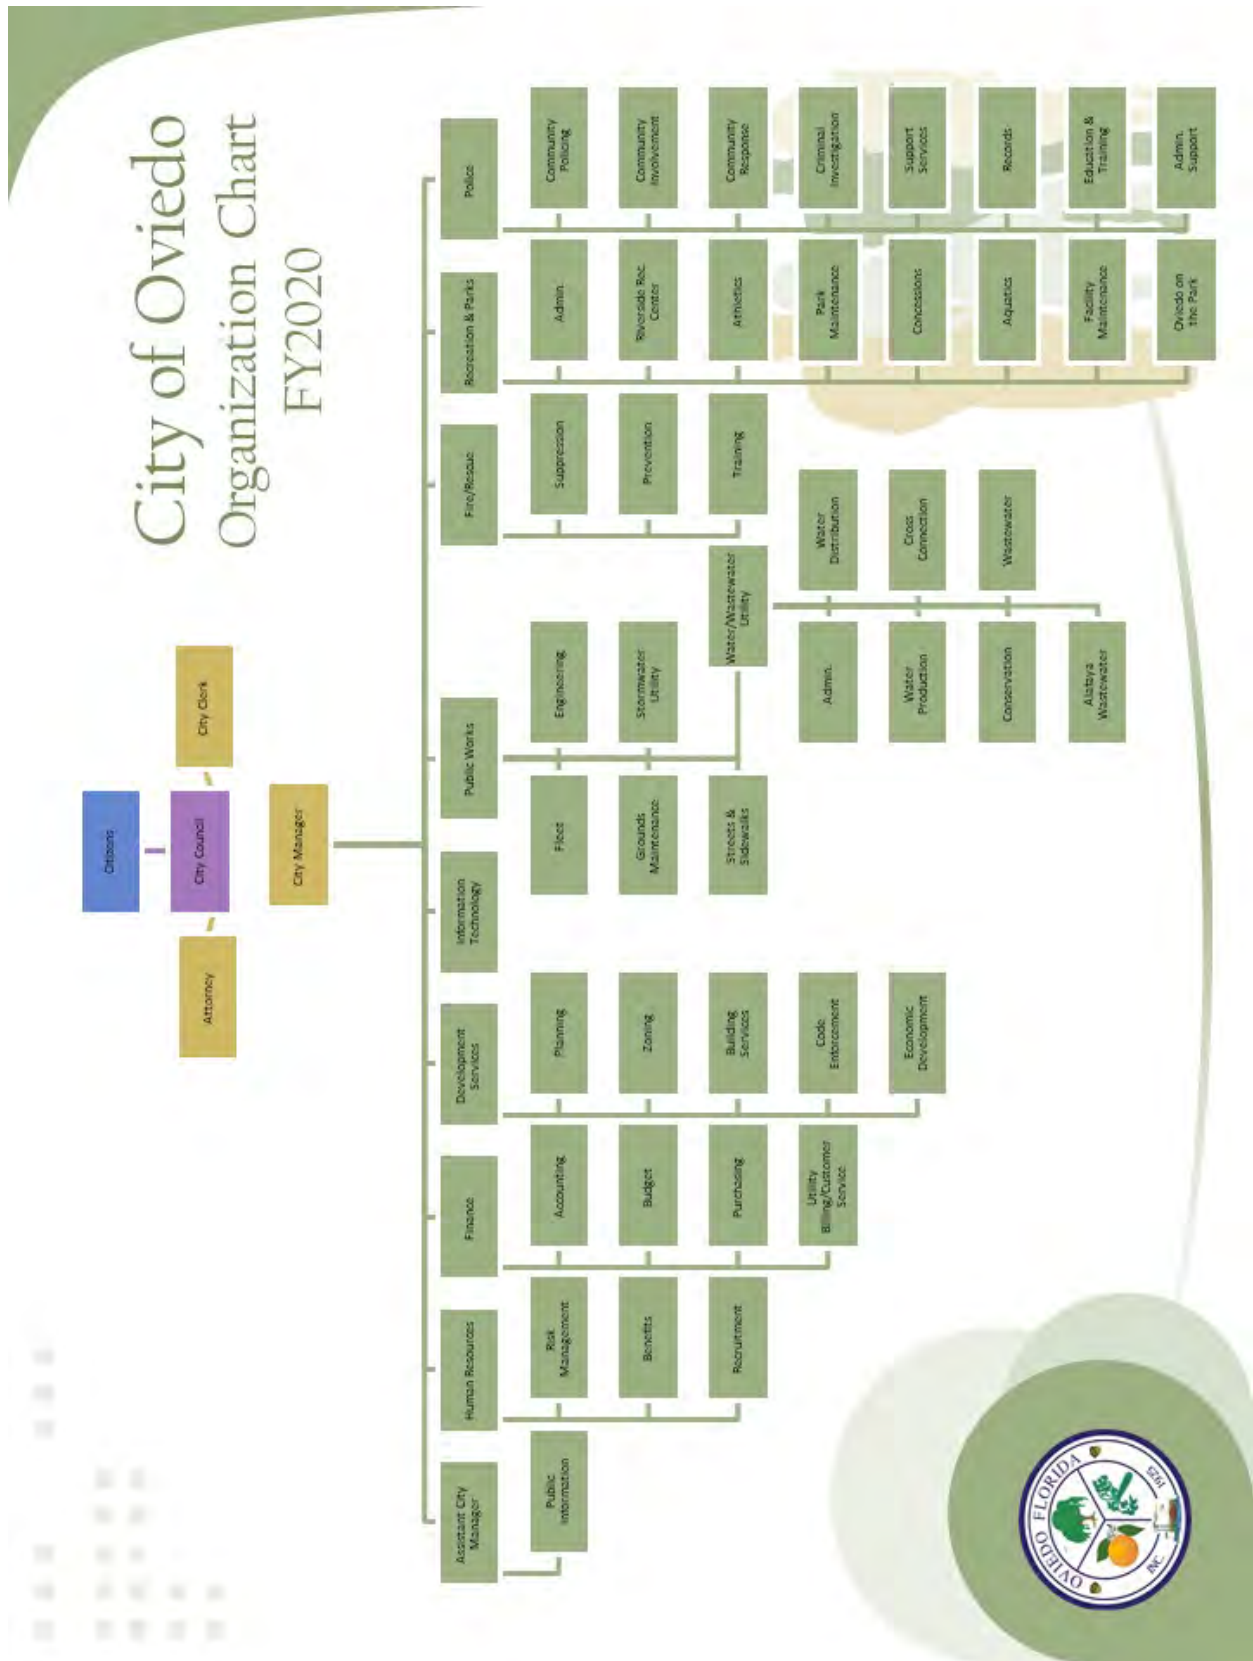 City of Oviedo
Organization Chart
FY2020
Citizens
City Council
Attorney
City Clerk
City Manager
Assistant City
Manager
Public
Information
Human Resources
Risk
Management
Benefits
Recruitment
Finance
Accounting
Budget
Purchasing
Utility
Billing/Customer
Service
Development
Services
Planning
Zoning
Building
Services
Code
Enforcement
Economic
Development
Information
Technology
Public Works
Fleet
Engineering
Grounds
Maintenance
Stormwater
Utility
Streets &
Sidewalks
Water/Wastewater
Utility
Admin.
Water
Distribution
Water
Production
Cross
Connection
Conservation
Wastewater
Alafaya
Wastewater
Fire/Rescue
Suppression
Prevention
Training
Recreation & Parks
Admin.
Riverside Rec.
Center
Athletics
Park
Maintenance
Concessions
Aquatics
Facility
Maintenance
Oviedo on
the Park
Police
Community
Policing
Community
Involvement
Community
Response
Criminal
Investigation
Support
Services
Records
Education &
Training
Admin.
Support
OVIEDO FLORIDA
INC. 1925